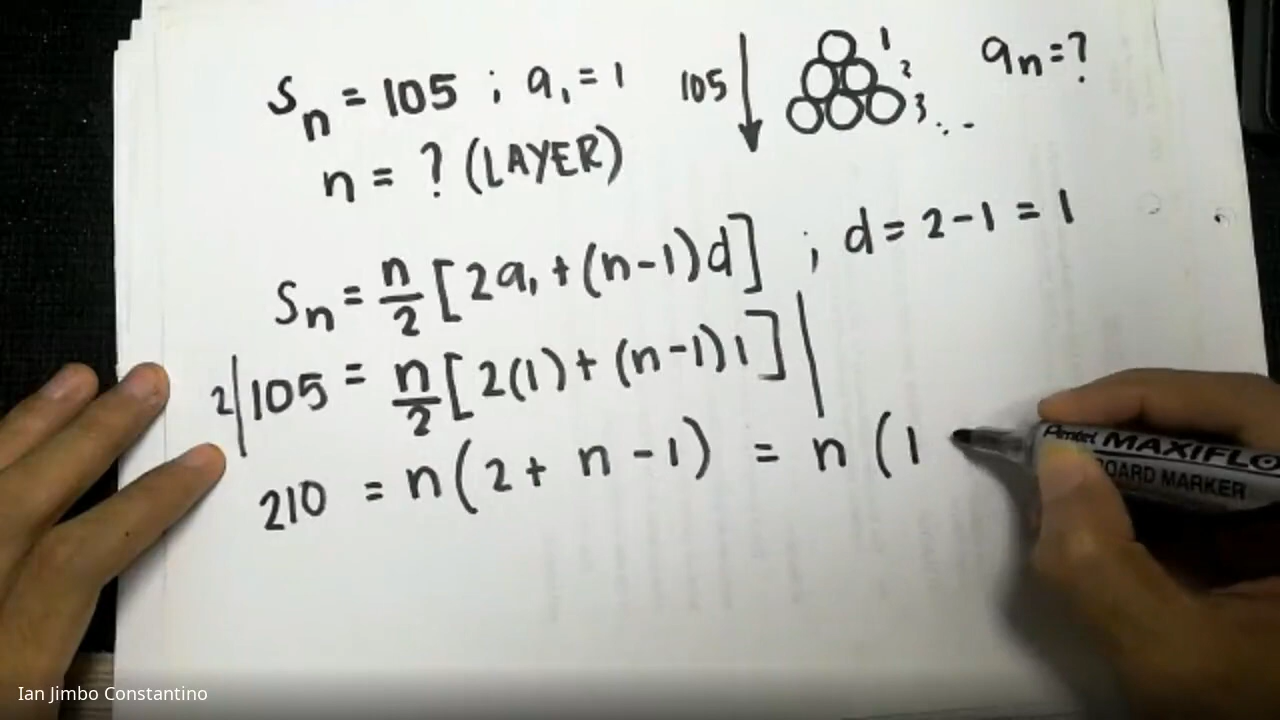 Sn = 105 ; a₁ = 1
105
1
2
3 . . .
an = ?
n = ? (LAYER)
Sn = n/2 [2a₁ + (n-1)d] ; d = 2-1 = 1
2|105 = n/2 [2(1) + (n-1)1]|
210 = n(2 + n - 1) = n (1
Pentel MAXIFLO
OARD MARKER
Ian Jimbo Constantino